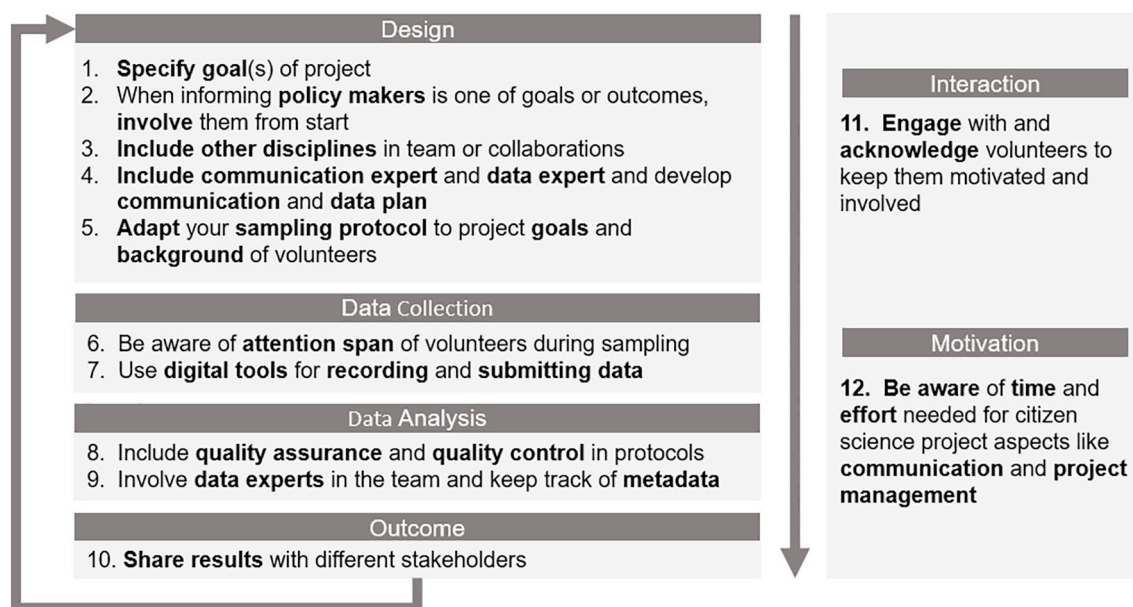 Design
1. Specify goal(s) of project
2. When informing policy makers is one of goals or outcomes,
involve them from start
3. Include other disciplines in team or collaborations
4. Include communication expert and data expert and develop
communication and data plan
5. Adapt your sampling protocol to project goals and
background of volunteers
Data Collection
6. Be aware of attention span of volunteers during sampling
7. Use digital tools for recording and submitting data
Data Analysis
8. Include quality assurance and quality control in protocols
9. Involve data experts in the team and keep track of metadata
Outcome
10. Share results with different stakeholders
Interaction
11. Engage with and
acknowledge volunteers to
keep them motivated and
involved
Motivation
12. Be aware of time and
effort needed for citizen
science project aspects like
communication and project
management